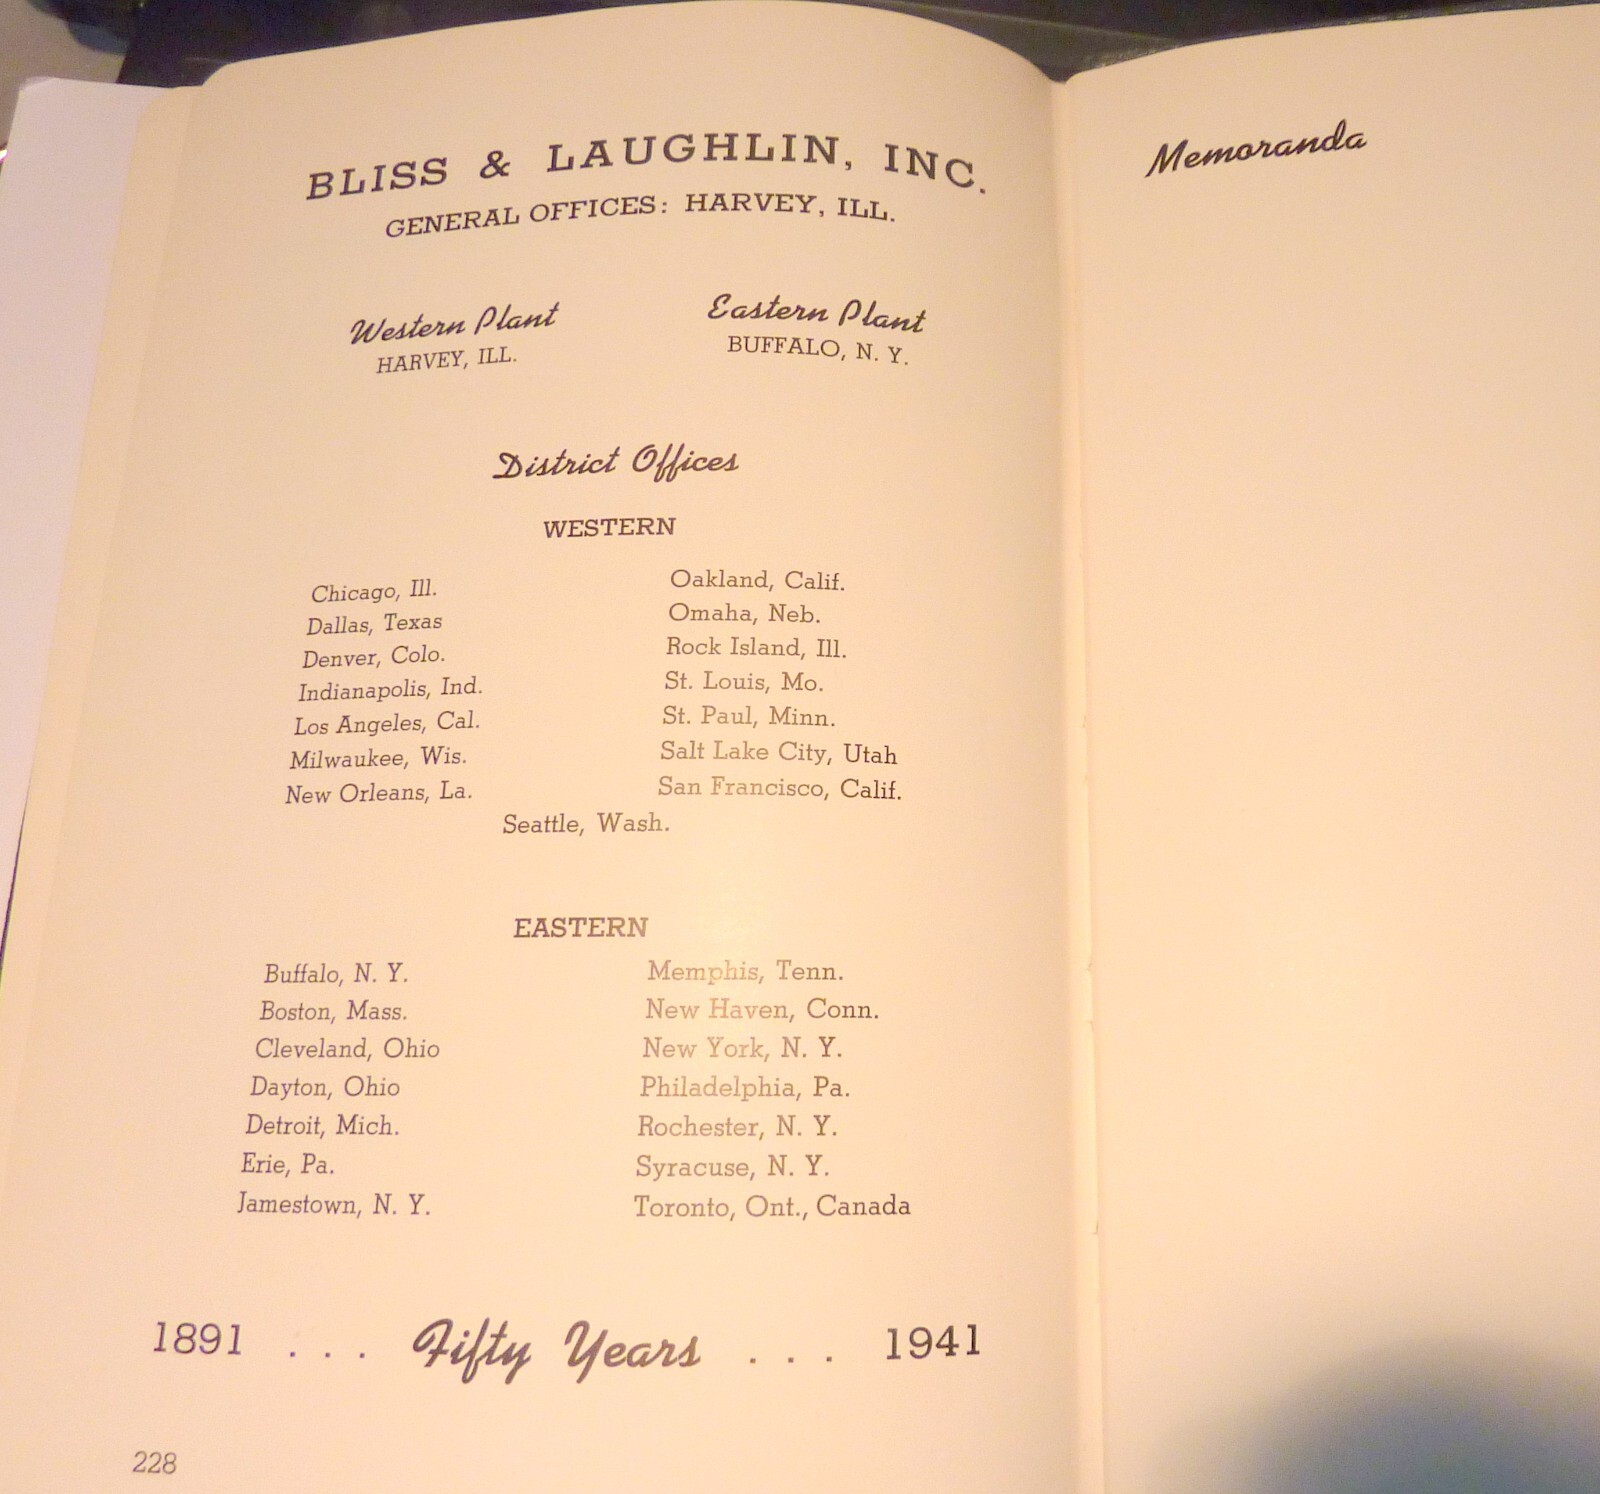 BLISS & LAUGHLIN, INC.
GENERAL OFFICES: HARVEY, ILL.
Western Plant
HARVEY, ILL.
Eastern Plant
BUFFALO, N. Y.
District Offices
WESTERN
Chicago, Ill.
Dallas, Texas
Denver, Colo.
Indianapolis, Ind.
Los Angeles, Cal.
Milwaukee, Wis.
New Orleans, La.
Oakland, Calif.
Omaha, Neb.
Rock Island, Ill.
St. Louis, Mo.
St. Paul, Minn.
Salt Lake City, Utah
San Francisco, Calif.
Seattle, Wash.
EASTERN
Buffalo, N. Y.
Boston, Mass.
Cleveland, Ohio
Dayton, Ohio
Detroit, Mich.
Erie, Pa.
Jamestown, N. Y.
Memphis, Tenn.
New Haven, Conn.
New York, N. Y.
Philadelphia, Pa.
Rochester, N. Y.
Syracuse, N. Y.
Toronto, Ont., Canada
1891 . . . Fifty Years . . . 1941
228
Memoranda